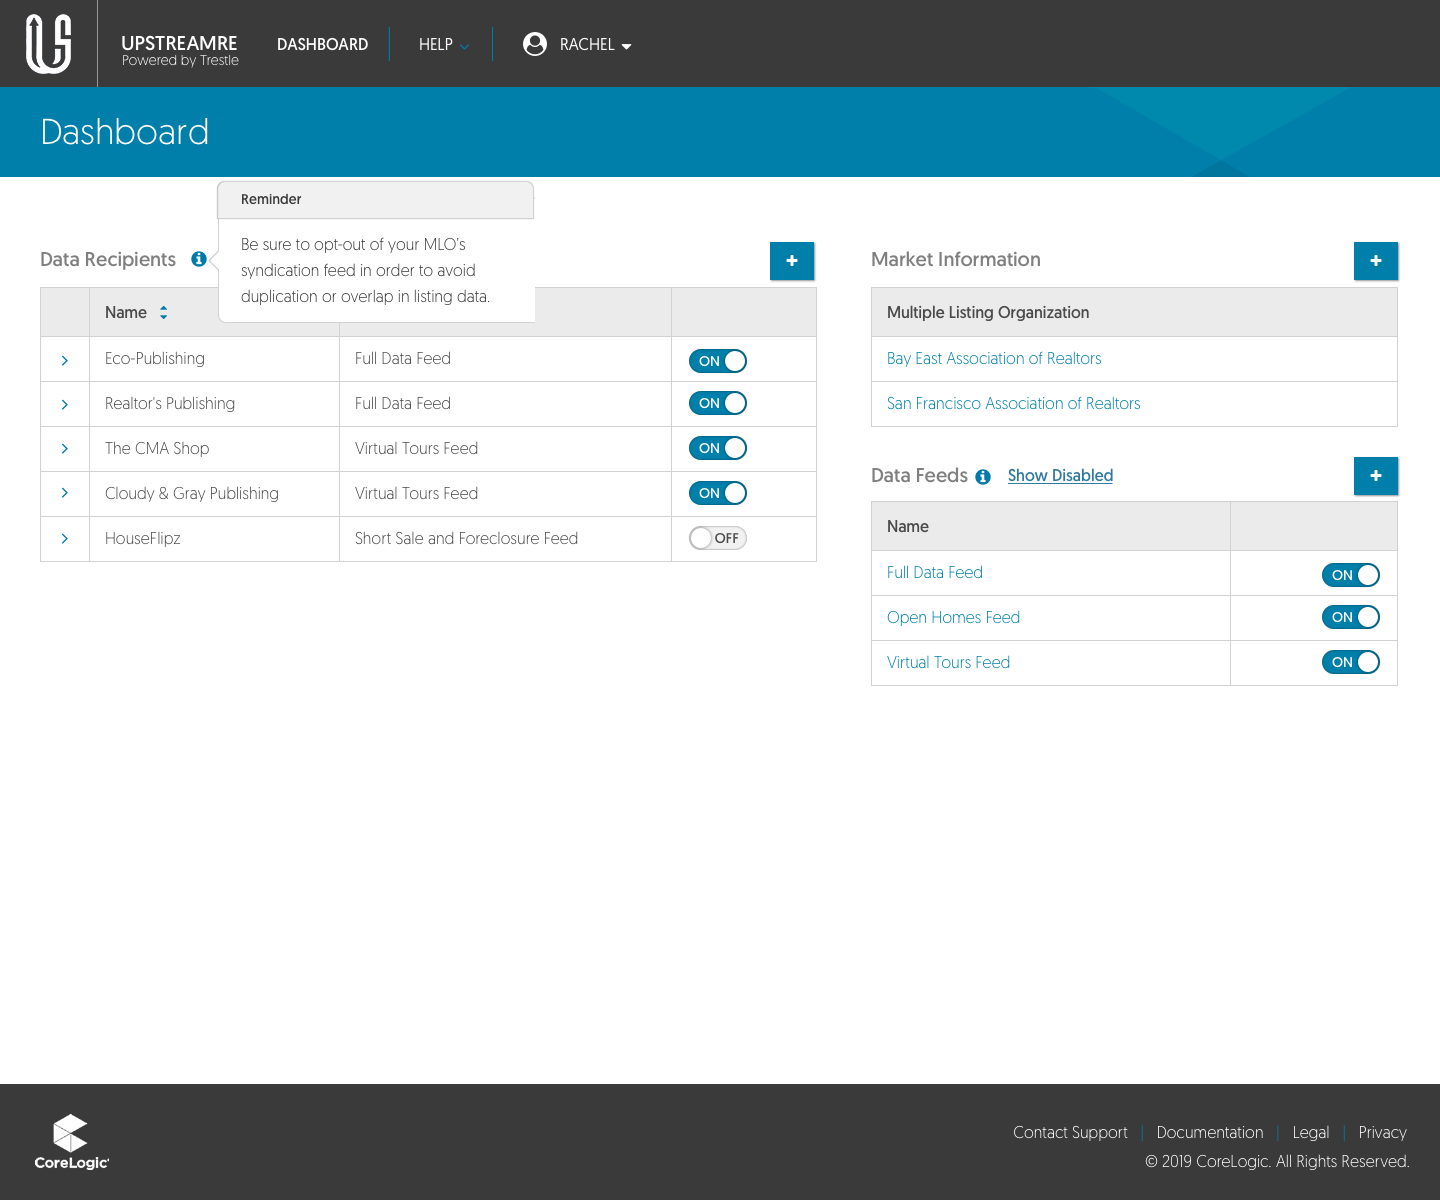 UPSTREAMRE
Powered by Trestle
DASHBOARD
HELP
RACHEL
Dashboard
Reminder
Be sure to opt-out of your MLO's
syndication feed in order to avoid
duplication or overlap in listing data.
Data Recipients
Name
Eco-Publishing Full Data Feed ON
Realtor's Publishing Full Data Feed ON
The CMA Shop Virtual Tours Feed ON
Cloudy & Gray Publishing Virtual Tours Feed ON
HouseFlipz Short Sale and Foreclosure Feed OFF
Market Information
Multiple Listing Organization
Bay East Association of Realtors
San Francisco Association of Realtors
Data Feeds Show Disabled
Name
Full Data Feed ON
Open Homes Feed ON
Virtual Tours Feed ON
CoreLogic
Contact Support | Documentation | Legal | Privacy
© 2019 CoreLogic. All Rights Reserved.